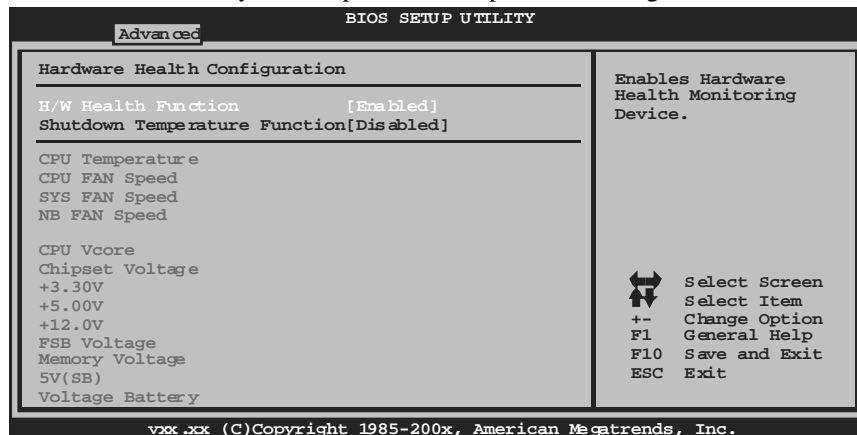 BIOS SETUP UTILITY
Advanced
Hardware Health Configuration
H/W Health Function [Enabled]
Shutdown Temperature Function[Disabled]
CPU Temperature
CPU FAN Speed
SYS FAN Speed
NB FAN Speed
CPU Vcore
Chipset Voltage
+3.30V
+5.00V
+12.0V
FSB Voltage
Memory Voltage
5V(SB)
Voltage Battery
Enables Hardware
Health Monitoring
Device.
Select Screen
Select Item
+- Change Option
F1 General Help
F10 Save and Exit
ESC Exit
vxx.xx (C)Copyright 1985-200x, American Megatrends, Inc.